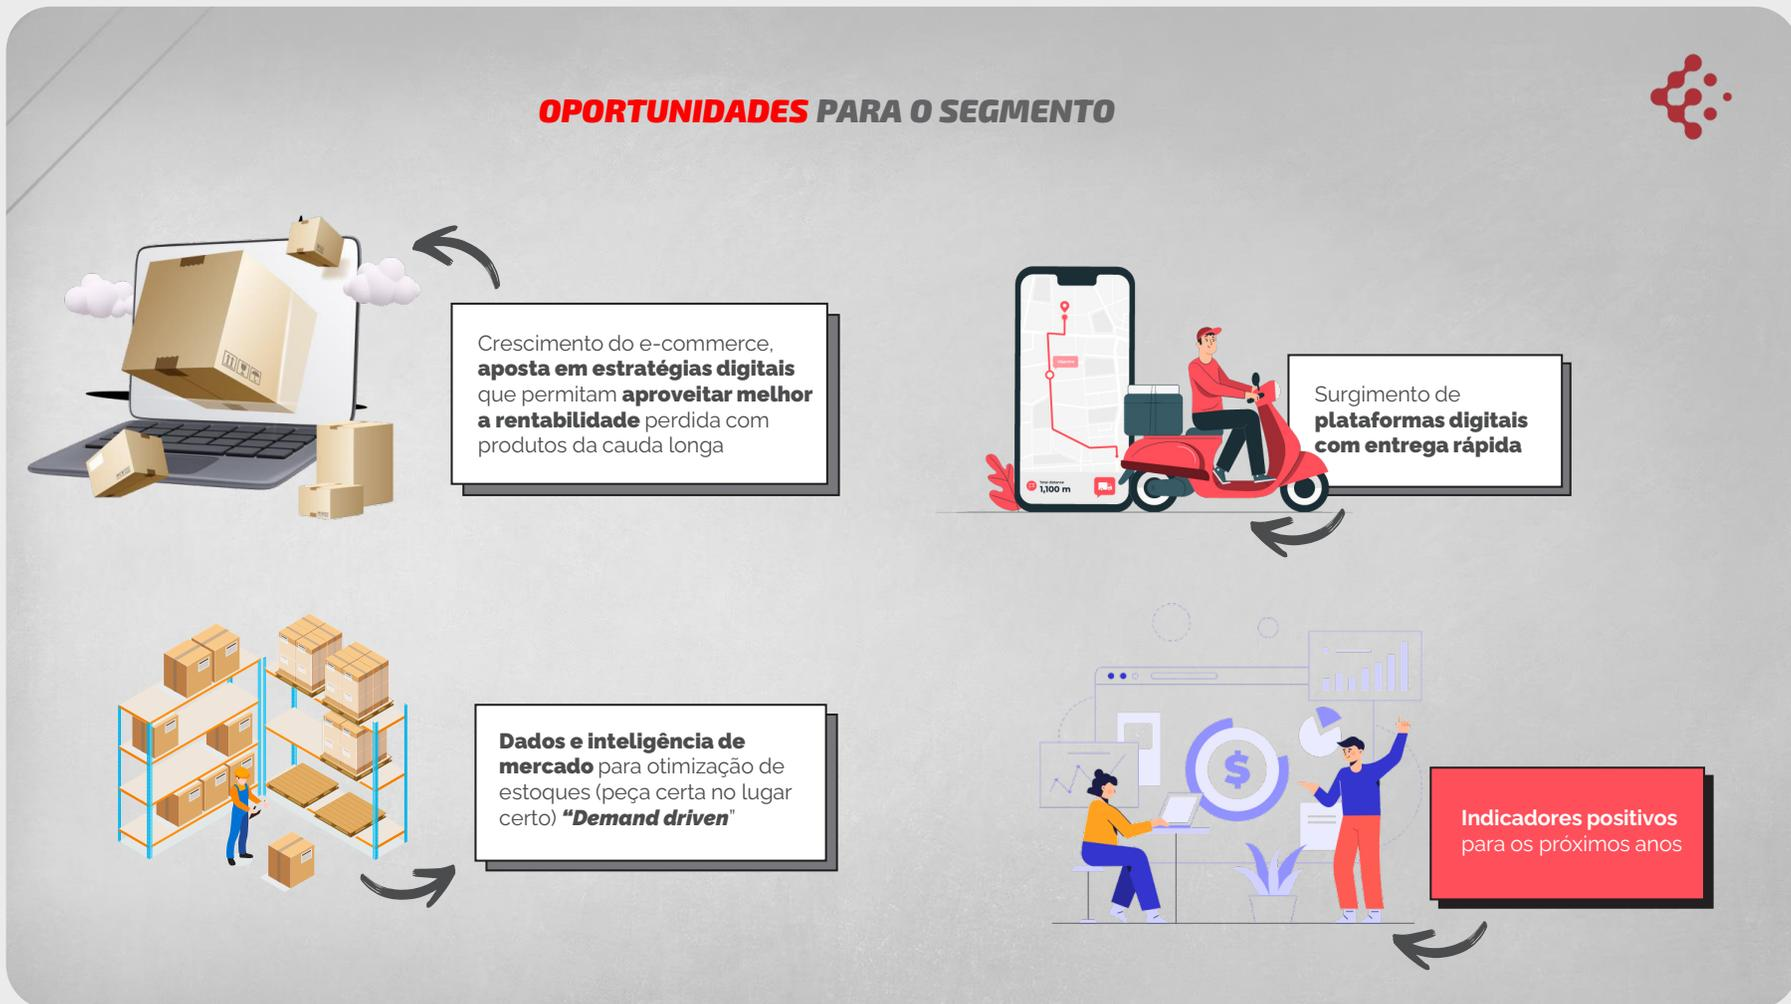 OPORTUNIDADES PARA O SEGMENTO
Crescimento do e-commerce,
aposta em estratégias digitais
que permitam aproveitar melhor
a rentabilidade perdida com
produtos da cauda longa
Total distance
1,100 m
Surgimento de
plataformas digitais
com entrega rápida
Dados e inteligência de
mercado para otimização de
estoques (peça certa no lugar
certo) “Demand driven”
Indicadores positivos
para os próximos anos